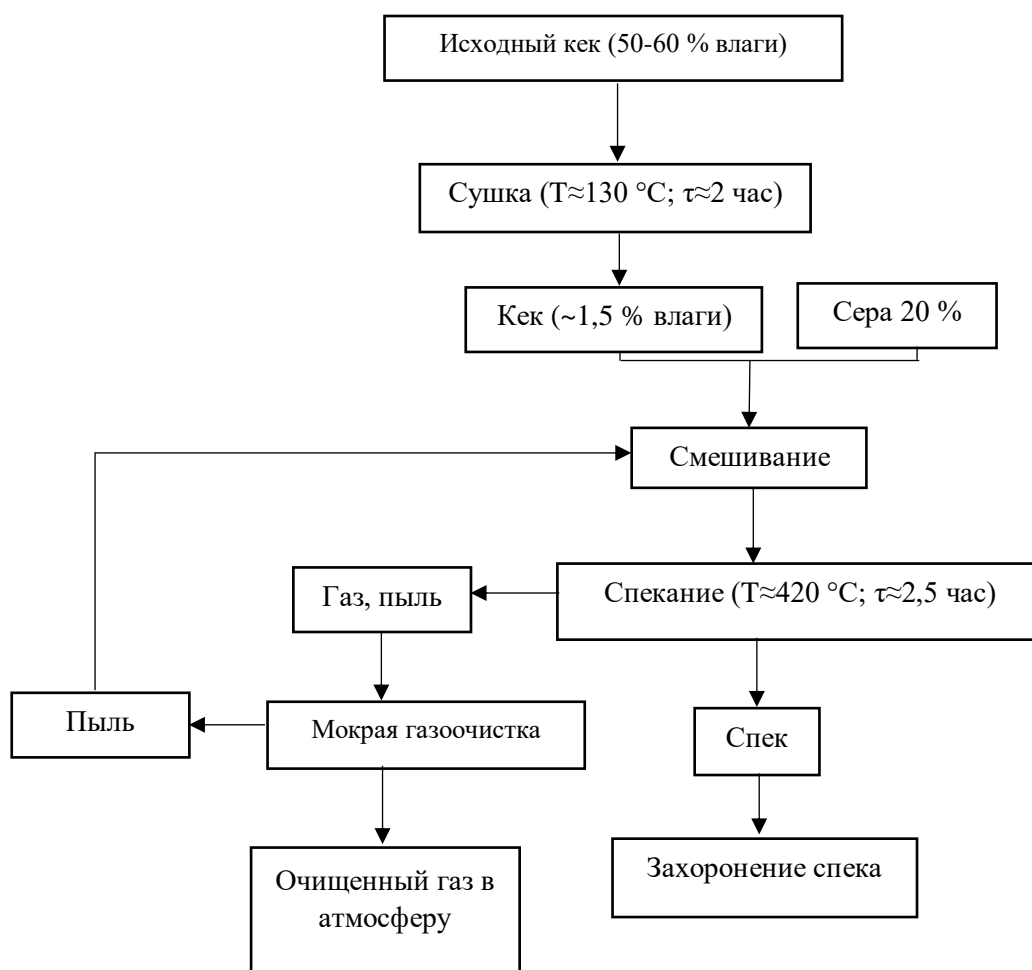 Исходный кек (50-60 % влаги)
Сушка (T≈130 °C; τ≈2 час)
Кек (~1,5 % влаги)
Сера 20 %
Смешивание
Спекание (T≈420 °C; τ≈2,5 час)
Газ, пыль
Пыль
Мокрая газоочистка
Спек
Очищенный газ в
атмосферу
Захоронение спека